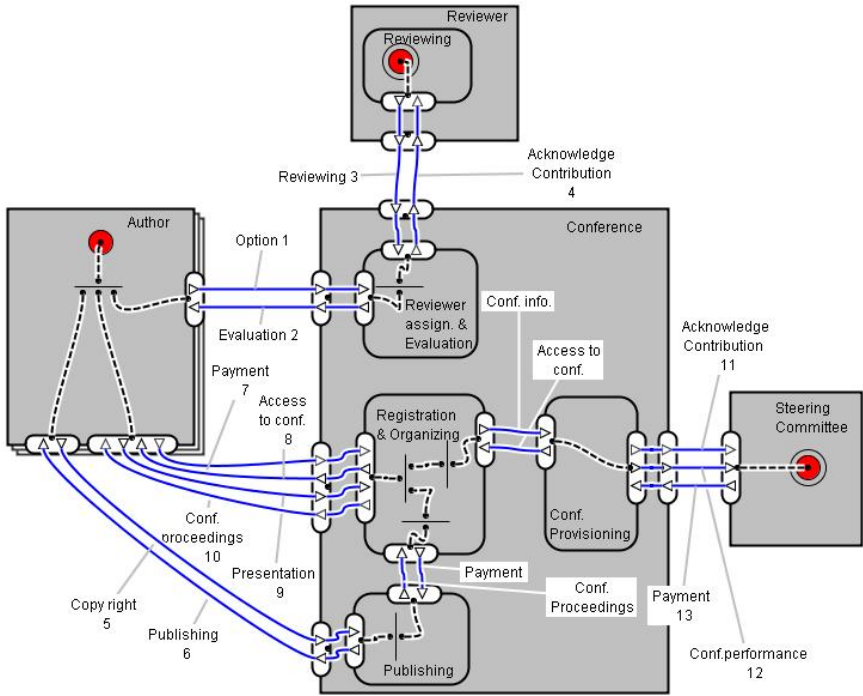 Reviewer
Reviewing
Reviewing 3
Acknowledge
Contribution
4
Author
Option 1
Evaluation 2
Conference
Reviewer
assign. &
Evaluation
Conf. info.
Access to
conf.
Acknowledge
Contribution
11
Payment
7
Access
to conf.
8
Registration
& Organizing
Steering
Committee
Conf.
proceedings
10
Conf.
Provisioning
Presentation
9
Payment
Conf.
Proceedings
Payment
13
Copy right
5
Publishing
6
Publishing
Conf.performance
12